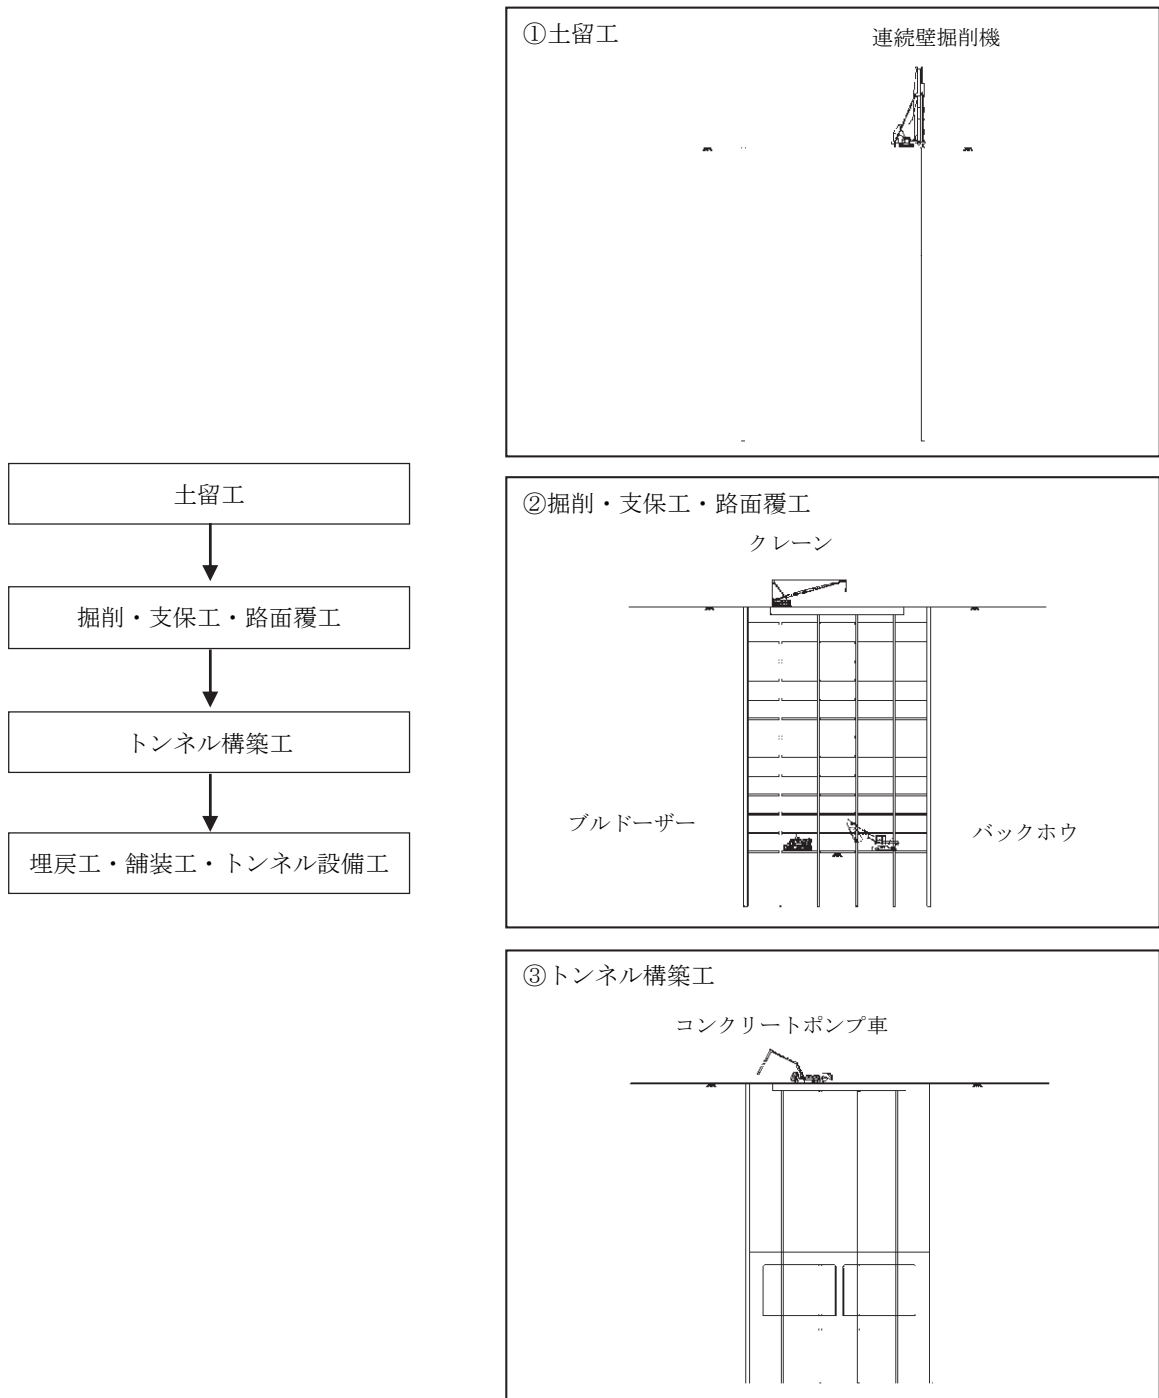 土留工
掘削・支保工・路面覆工
トンネル構築工
埋戻工・舗装工・トンネル設備工
①土留工
連続壁掘削機
②掘削・支保工・路面覆工
クレーン
ブルドーザー
バックホウ
③トンネル構築工
コンクリートポンプ車